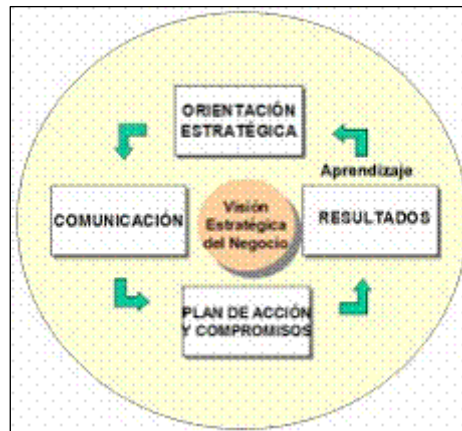 ORIENTACIÓN
ESTRATÉGICA
Aprendizaje
COMUNICACIÓN
Visión
Estratégica
del Negocio
RESULTADOS
PLAN DE ACCIÓN
Y COMPROMISOS